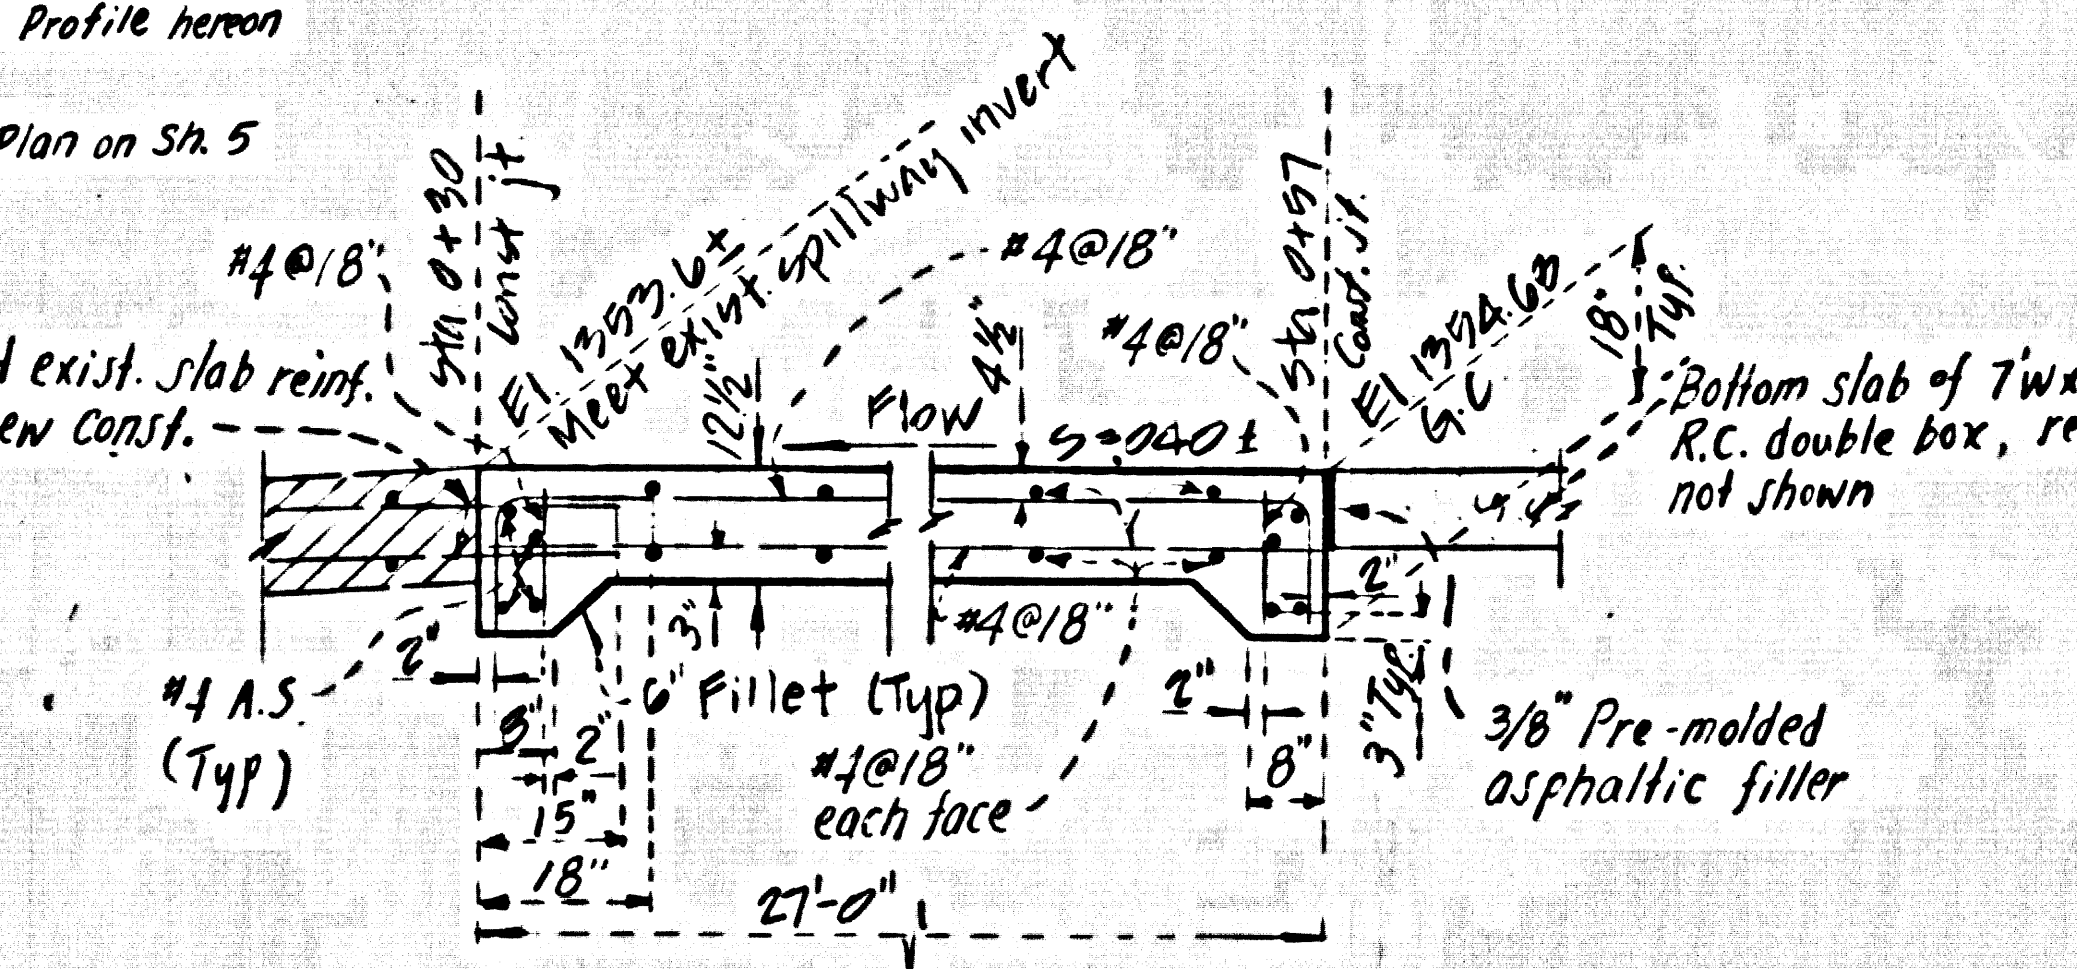 Profile hereon
Plan on Sh. 5
Sta 0+30
Const jt
#4@18"
El. 1353.6±
Meet exist. spillway invert
#4@18"
#4@18"
Sta 0+57
Const. jt.
El 1354.68
G.C
18"
Typ.
exist. slab reinf.
Const.
12½"
Flow
4½"
S=.040±
Bottom slab of 7'w x
R.C. double box,
not shown
2"
3"
#4@18"
#4 A.S.
(Typ)
2"
6" Fillet (Typ)
2"
8"
2"
15"
18"
#4@18"
each face
8"
3" Typ.
3/8" Pre-molded
asphaltic filler
27'-0"